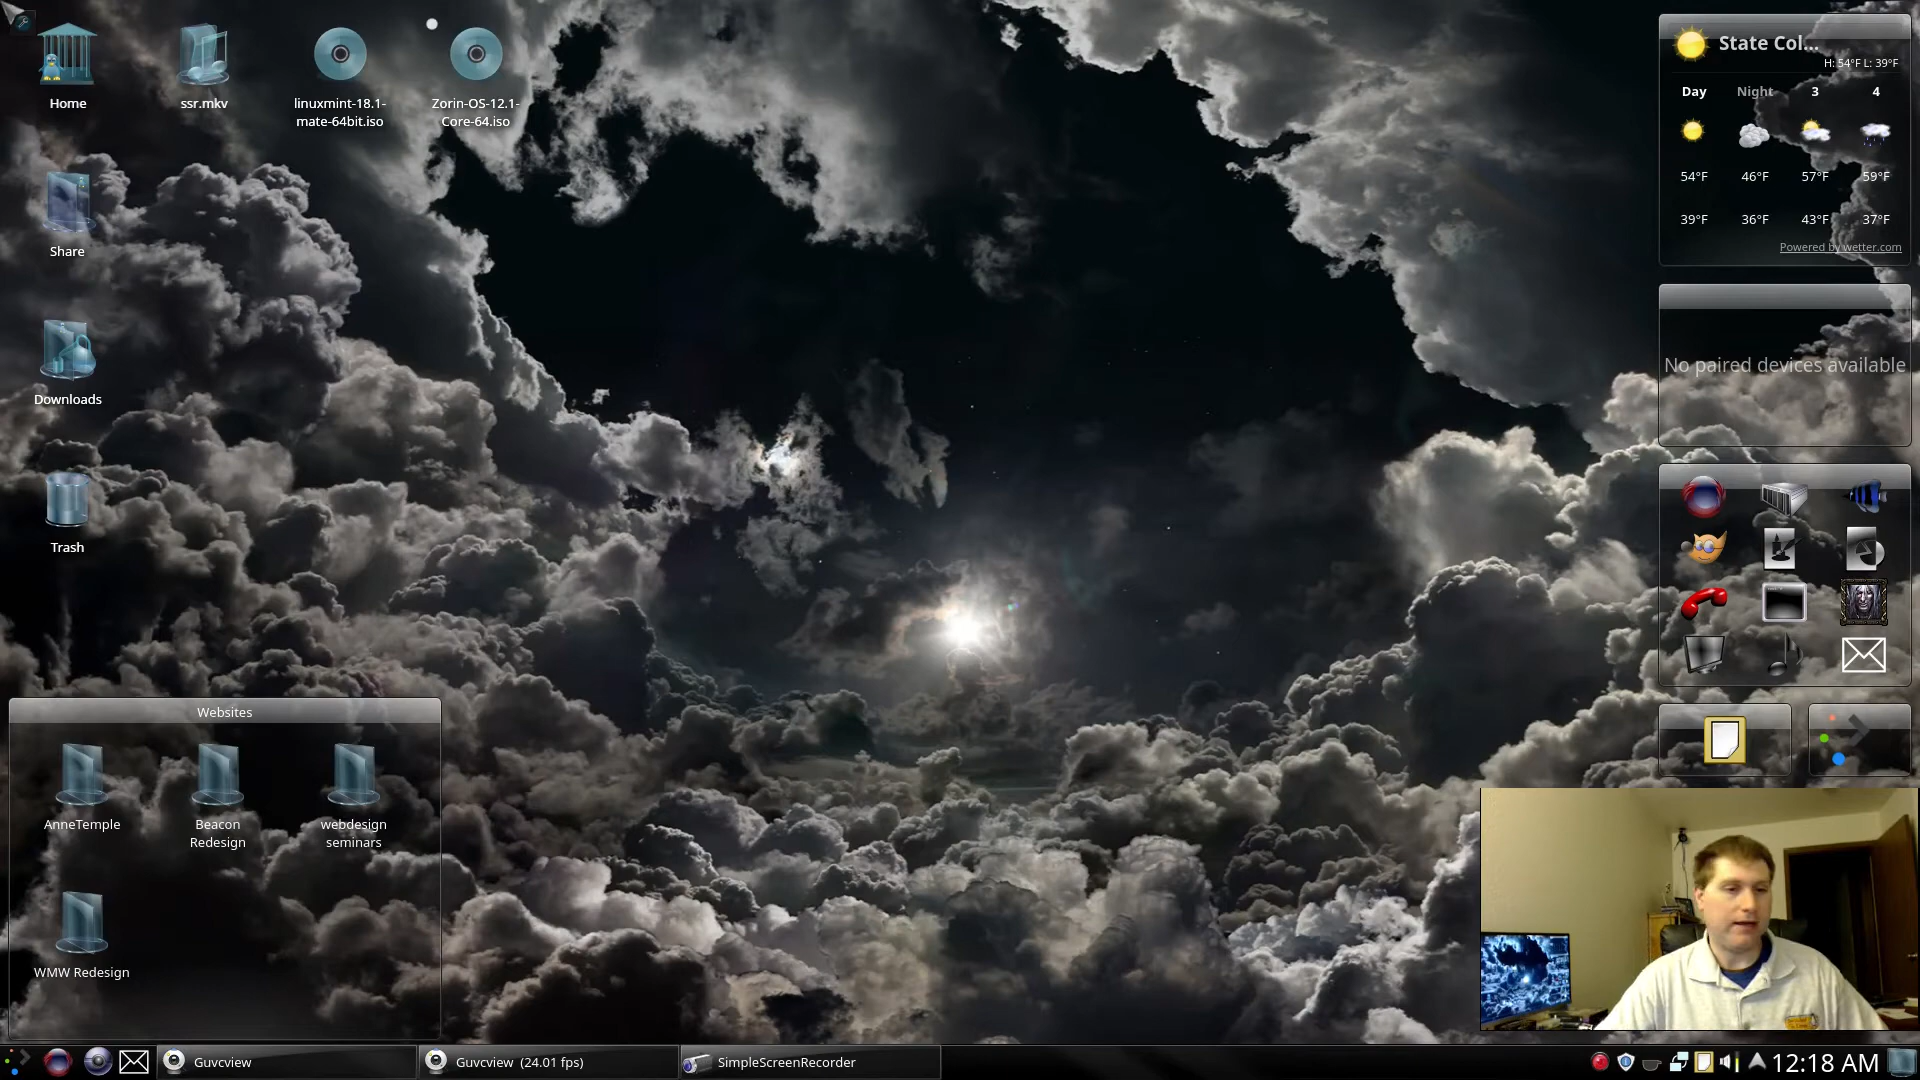 Home
ssr.mkv
linuxmint-18.1-
mate-64bit.iso
Zorin-OS-12.1-
Core-64.iso
Share
Downloads
Trash
State Col...
H: 54°F L: 39°F
Day Night 3 4
54°F 46°F 57°F 59°F
39°F 36°F 43°F 37°F
Powered by wetter.com
No paired devices available
Websites
AnneTemple
Beacon
Redesign
webdesign
seminars
WMW Redesign
Guvcview
Guvcview (24.01 fps)
SimpleScreenRecorder
12:18 AM